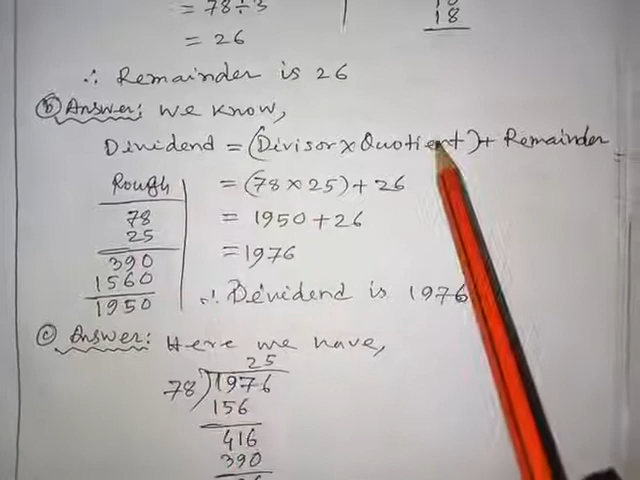 = 78÷3
18
= 26
∴ Remainder is 26
(b) Answer: We know,
Dividend = (Divisor × Quotient) + Remainder
Rough
= (78 × 25) + 26
78
= 1950 + 26
25
390
= 1976
1560
1950
∴ Dividend is 1976
(c) Answer: Here we have,
25
78)1976
156
416
390